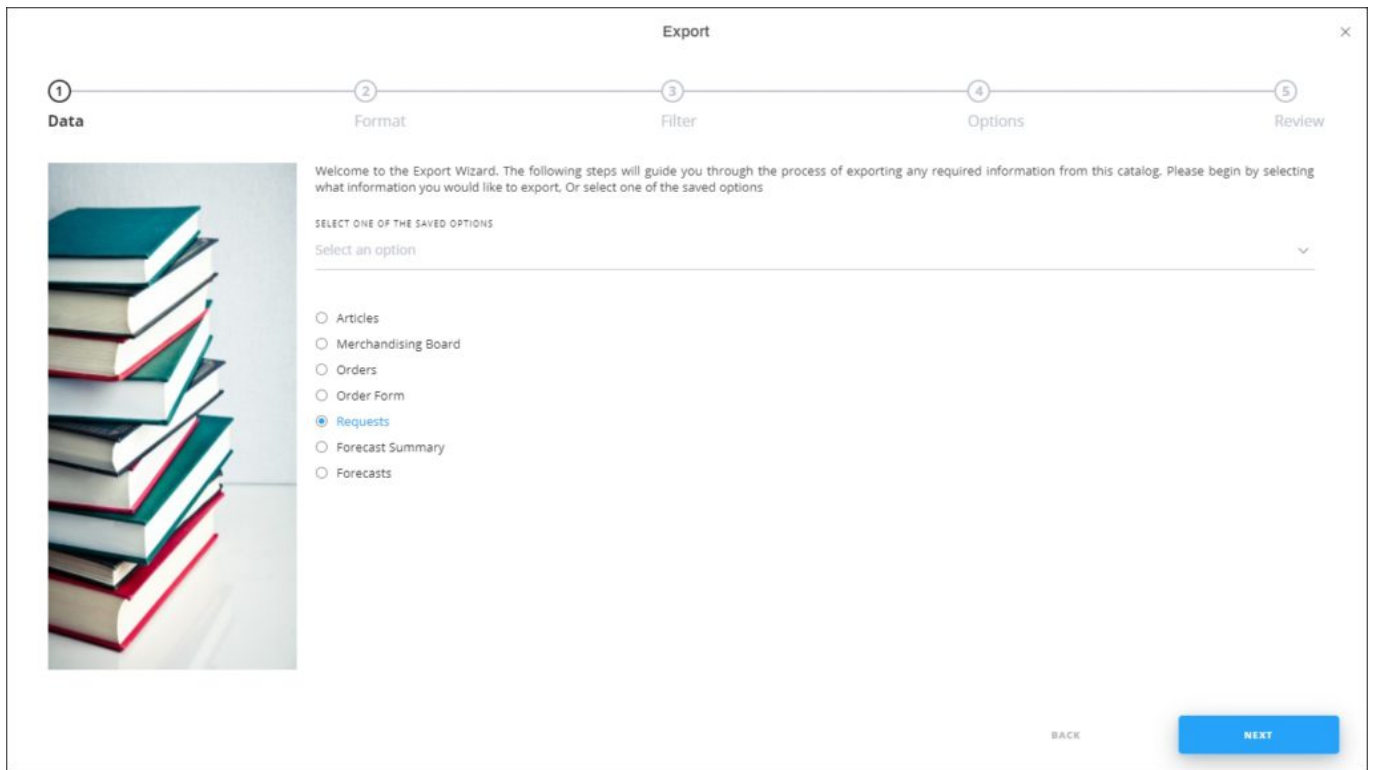 Export
1
2
3
4
5
Data
Format
Filter
Options
Review
Welcome to the Export Wizard. The following steps will guide you through the process of exporting any required information from this catalog. Please begin by selecting
what information you would like to export, Or select one of the saved options
SELECT ONE OF THE SAVED OPTIONS
Select an option
Articles
Merchandising Board
Orders
Order Form
Requests
Forecast Summary
Forecasts
BACK
NEXT